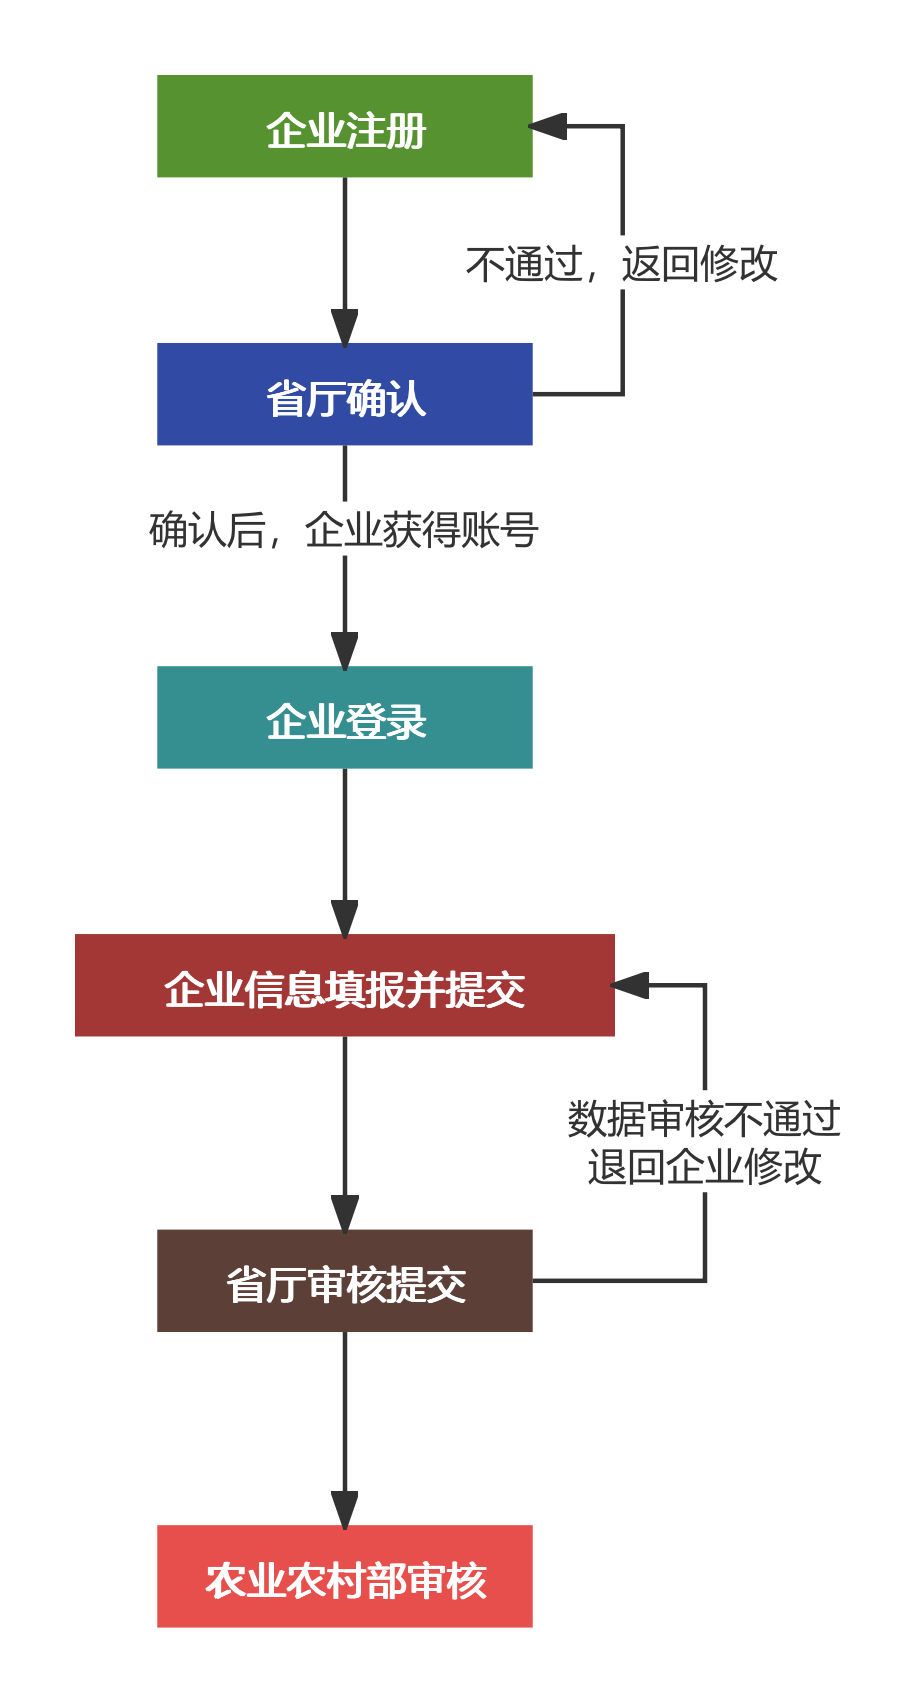 企业注册
不通过，返回修改
省厅确认
确认后，企业获得账号
企业登录
企业信息填报并提交
数据审核不通过
退回企业修改
省厅审核提交
农业农村部审核